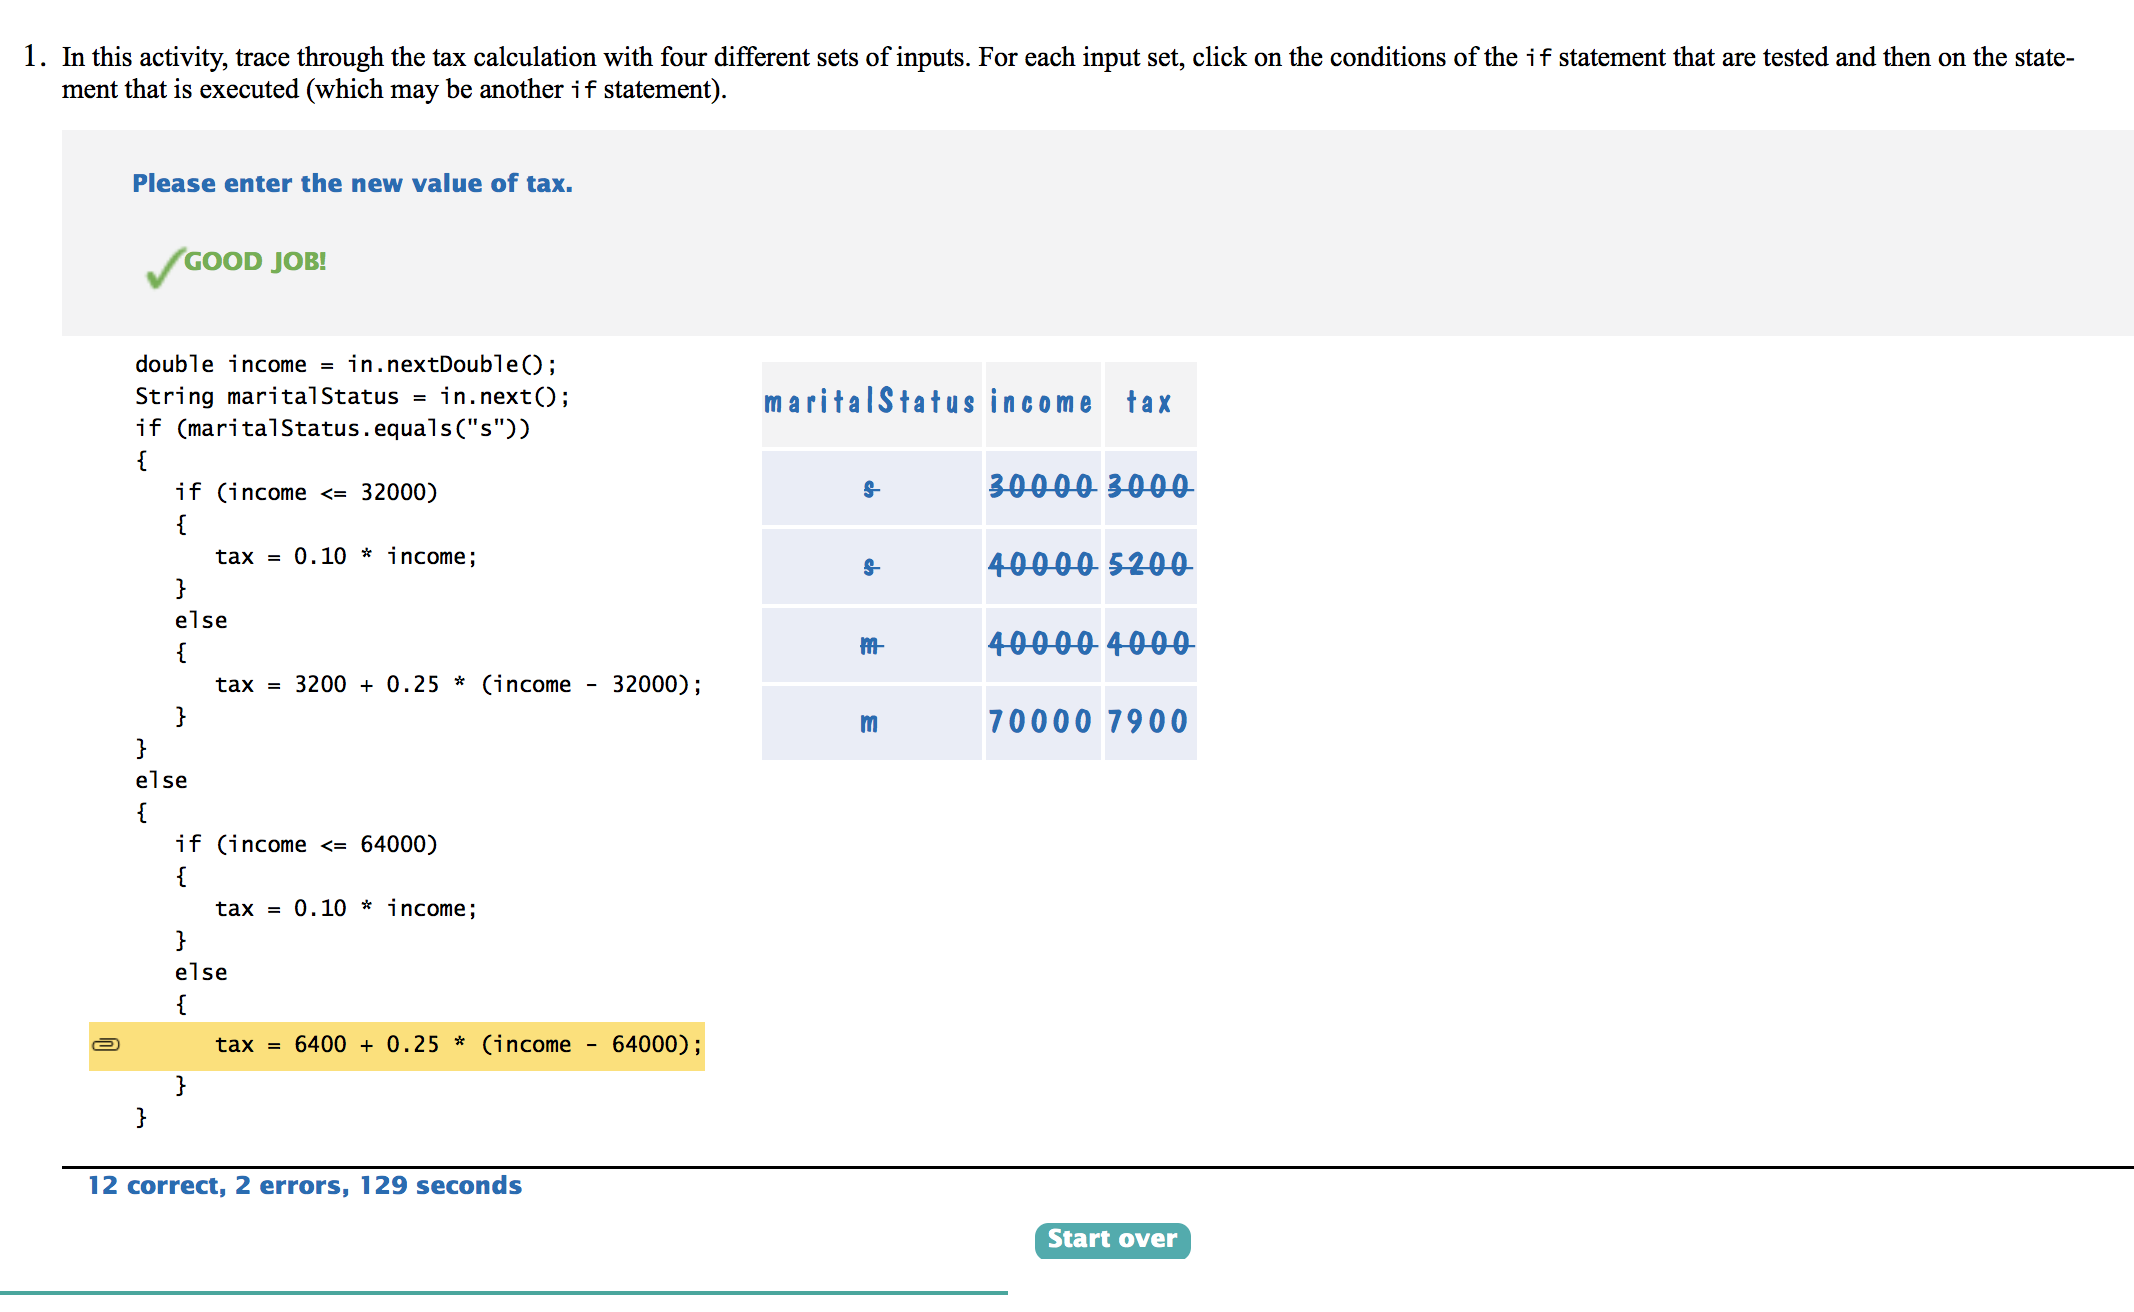 1. In this activity, trace through the tax calculation with four different sets of inputs. For each input set, click on the conditions of the if statement that are tested and then on the state-
ment that is executed (which may be another if statement).
Please enter the new value of tax.
GOOD JOB!
double income = in.nextDouble();
String maritalStatus = in.next();
if (maritalStatus.equals("s"))
{
   if (income <= 32000)
   {
      tax = 0.10 * income;
   }
   else
   {
      tax = 3200 + 0.25 * (income - 32000);
   }
}
else
{
   if (income <= 64000)
   {
      tax = 0.10 * income;
   }
   else
   {
      tax = 6400 + 0.25 * (income - 64000);
   }
}
maritalStatus income tax
s 30000 3000
s 40000 5200
m 40000 4000
m 70000 7900
12 correct, 2 errors, 129 seconds
Start over